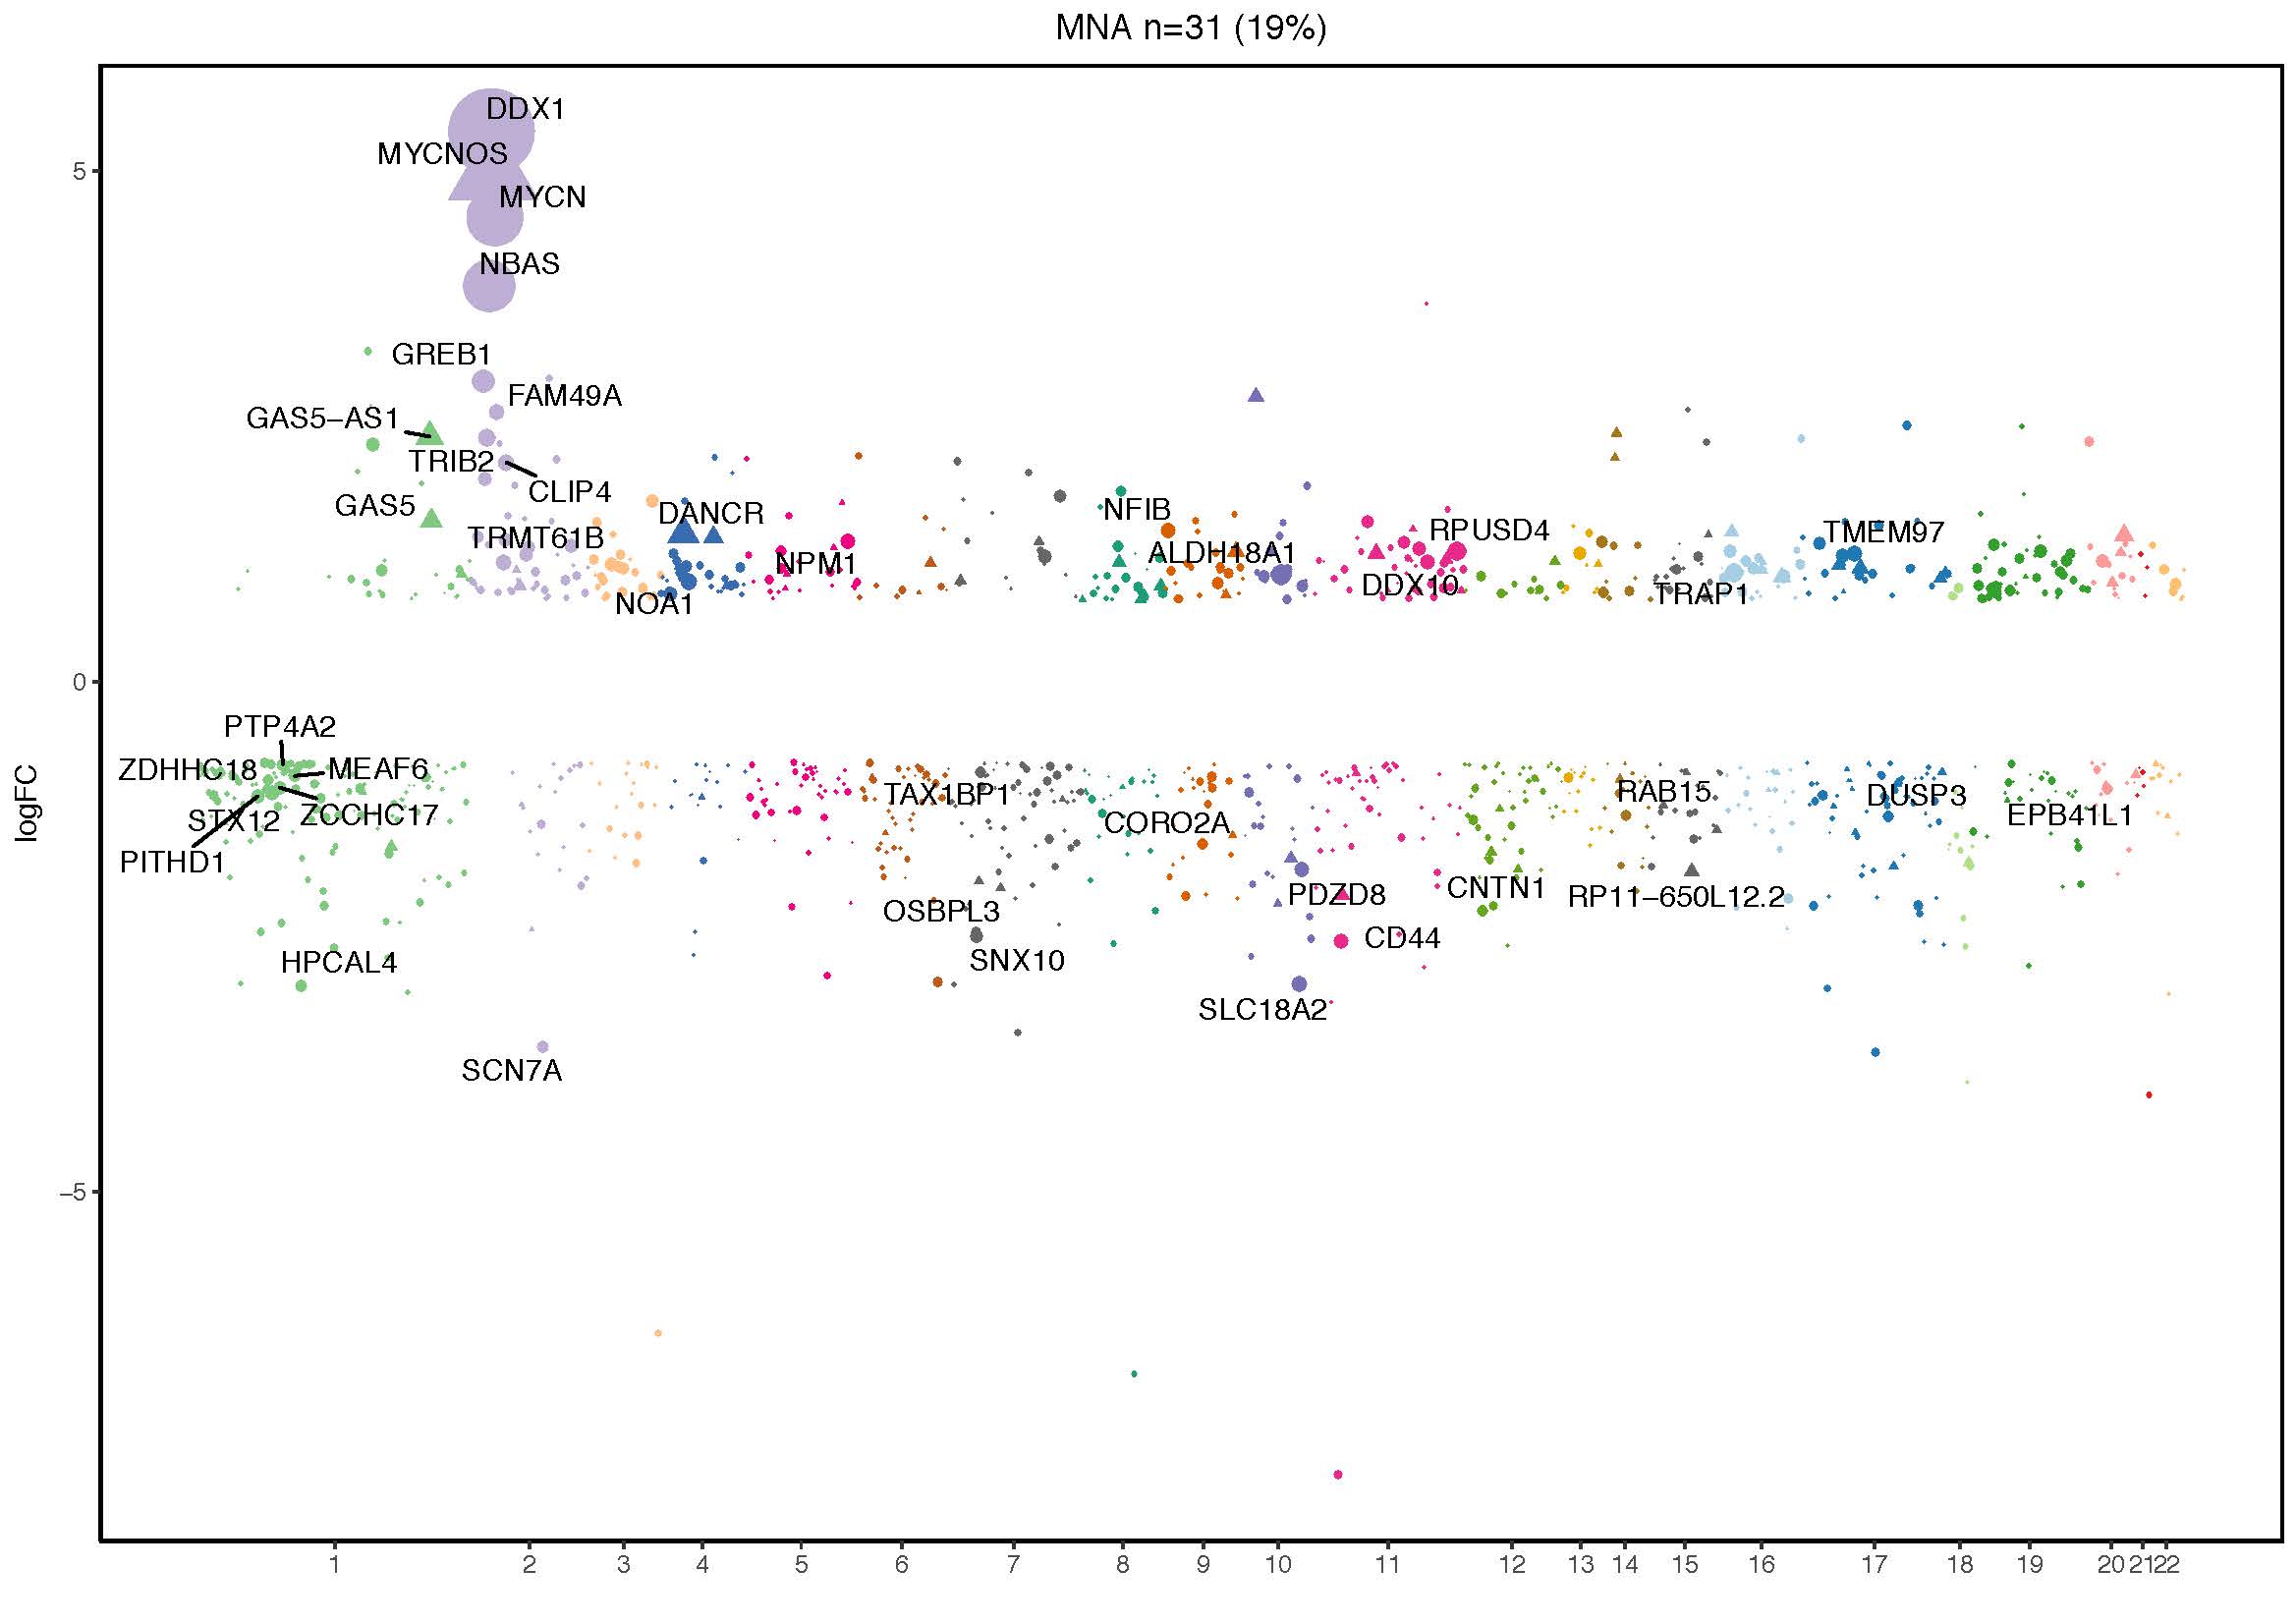 MNA n=31 (19%)
DDX1
MYCNOS
5
MYCN
NBAS
GREB1
FAM49A
GAS5−AS1
TRIB2
CLIP4
GAS5
DANCR
NFIB
TRMT61B
RPUSD4
TMEM97
ALDH18A1
NPM1
DDX10
TRAP1
NOA1
0
PTP4A2
ZDHHC18
MEAF6
TAX1BP1
RAB15
DUSP3
logFC
STX12
ZCCHC17
CORO2A
EPB41L1
PITHD1
CNTN1
PDZD8
RP11−650L12.2
OSBPL3
CD44
HPCAL4
SNX10
SLC18A2
SCN7A
−5
1 2 3 4 5 6 7 8 9 10 11 12 13 14 15 16 17 18 19 20 21 22